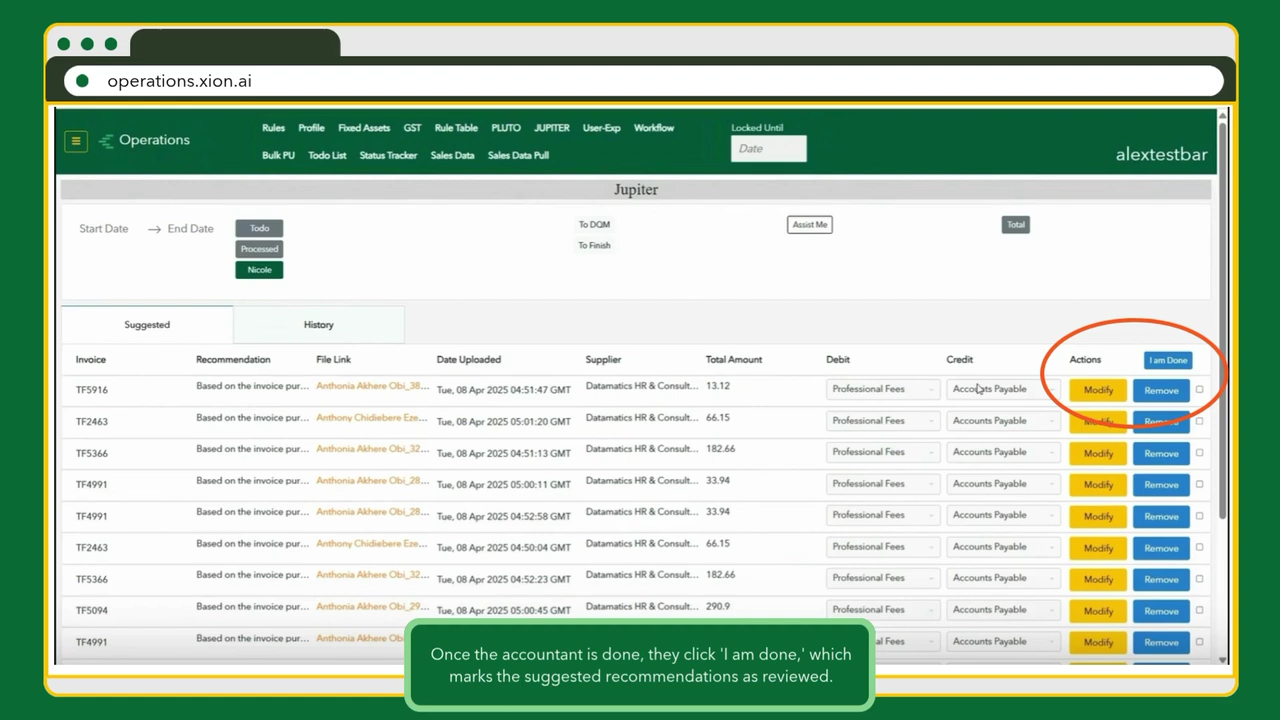 operations.xion.ai
Operations
Rules Profile Fixed Assets GST Rule Table PLUTO JUPITER User-Exp Workflow
Bulk PU Todo List Status Tracker Sales Data Sales Data Pull
Locked Until
Date
alextestbar
Jupiter
Start Date → End Date
Todo
Processed
Nicole
To DQM
To Finish
Assist Me
Total
Suggested History
Invoice Recommendation File Link Date Uploaded Supplier Total Amount Debit Credit Actions I am Done
TF5916 Based on the invoice pur... Anthonia Akhere Obi_38... Tue, 08 Apr 2025 04:51:47 GMT Datamatics HR & Consult... 13.12 Professional Fees Accounts Payable Modify Remove
TF2463 Based on the invoice pur... Anthony Chidiebere Eze... Tue, 08 Apr 2025 05:01:20 GMT Datamatics HR & Consult... 66.15 Professional Fees Accounts Payable Modify Remove
TF5366 Based on the invoice pur... Anthonia Akhere Obi_32... Tue, 08 Apr 2025 04:51:13 GMT Datamatics HR & Consult... 182.66 Professional Fees Accounts Payable Modify Remove
TF4991 Based on the invoice pur... Anthonia Akhere Obi_28... Tue, 08 Apr 2025 05:00:11 GMT Datamatics HR & Consult... 33.94 Professional Fees Accounts Payable Modify Remove
TF4991 Based on the invoice pur... Anthonia Akhere Obi_28... Tue, 08 Apr 2025 04:52:58 GMT Datamatics HR & Consult... 33.94 Professional Fees Accounts Payable Modify Remove
TF2463 Based on the invoice pur... Anthony Chidiebere Eze... Tue, 08 Apr 2025 04:50:04 GMT Datamatics HR & Consult... 66.15 Professional Fees Accounts Payable Modify Remove
TF5366 Based on the invoice pur... Anthonia Akhere Obi_32... Tue, 08 Apr 2025 04:52:23 GMT Datamatics HR & Consult... 182.66 Professional Fees Accounts Payable Modify Remove
TF5094 Based on the invoice pur... Anthonia Akhere Obi_29... Tue, 08 Apr 2025 05:00:45 GMT Datamatics HR & Consult... 290.9 Professional Fees Accounts Payable Modify Remove
TF4991 Based on the invoice pur... Anthonia Akhere Obi_28 Fees Accounts Payable Modify Remove
Once the accountant is done, they click 'I am done,' which
marks the suggested recommendations as reviewed.